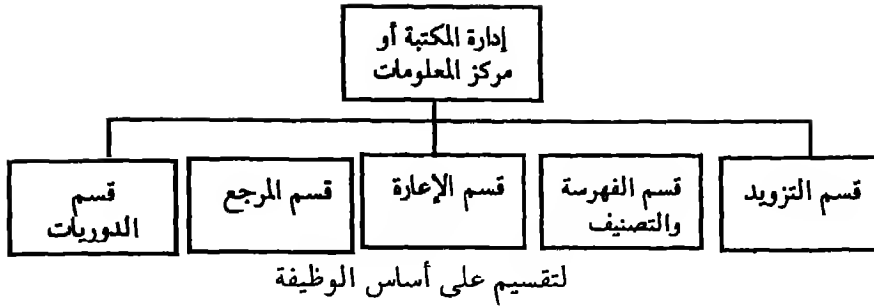 إدارة المكتبة أو
مركز المعلومات
قسم التزويد
قسم الفهرسة
والتصنيف
قسم الإعارة
قسم المرجع
قسم
الدوريات
لتقسيم على أساس الوظيفة